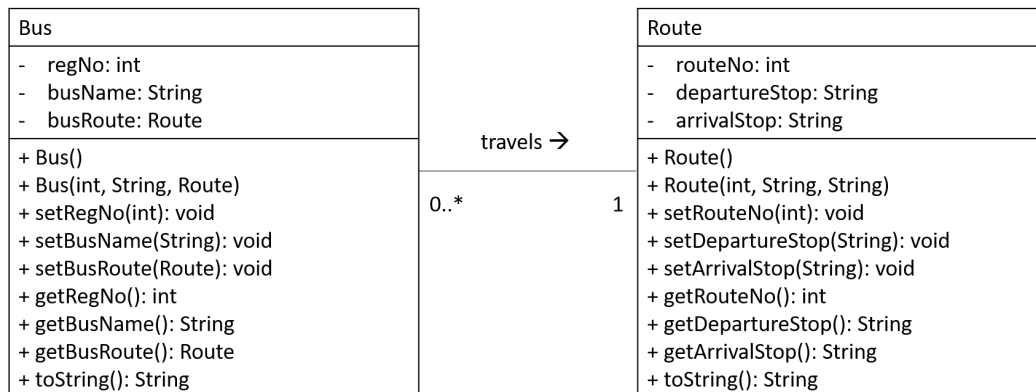 Bus
- regNo: int
- busName: String
- busRoute: Route
+ Bus()
+ Bus(int, String, Route)
+ setRegNo(int): void
+ setBusName(String): void
+ setBusRoute(Route): void
+ getRegNo(): int
+ getBusName(): String
+ getBusRoute(): Route
+ toString(): String
travels →
0..* 1
Route
- routeNo: int
- departureStop: String
- arrivalStop: String
+ Route()
+ Route(int, String, String)
+ setRouteNo(int): void
+ setDepartureStop(String): void
+ setArrivalStop(String): void
+ getRouteNo(): int
+ getDepartureStop(): String
+ getArrivalStop(): String
+ toString(): String